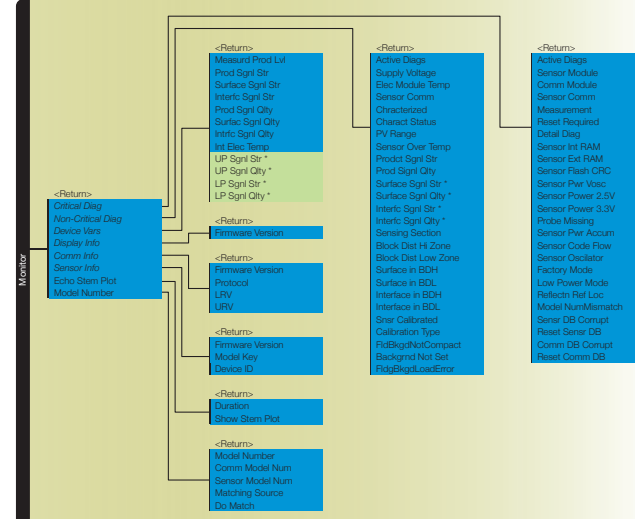 Monitor
<Return>
Critical Diag
Non-Critical Diag
Device Vars
Display Info
Comm Info
Sensor Info
Echo Stem Plot
Model Number
<Return>
Measurd Prod Lvl
Prod Sgnl Str
Surface Sgnl Str
Interfc Sgnl Str
Prod Sgnl Qlty
Surfac Sgnl Qlty
Intrfc Sgnl Qlty
Int Elec Temp
UP Sgnl Str *
UP Sgnl Qlty *
LP Sgnl Str *
LP Sgnl Qlty *
<Return>
Firmware Version
<Return>
Firmware Version
Protocol
LRV
URV
<Return>
Firmware Version
Model Key
Device ID
<Return>
Duration
Show Stem Plot
<Return>
Model Number
Comm Model Num
Sensor Model Num
Matching Source
Do Match
<Return>
Active Diags
Supply Voltage
Elec Module Temp
Sensor Comm
Chracterized
Charact Status
PV Range
Sensor Over Temp
Prodct Sgnl Str
Prod Sgnl Qlity
Surface Sgnl Str *
Surface Sgnl Qlity *
Interfc Sgnl Str *
Interfc Sgnl Qlity *
Sensing Section
Block Dist Hi Zone
Block Dist Low Zone
Surface in BDH
Surface in BDL
Interface in BDH
Interface in BDL
Snsr Calibrated
Calibration Type
FldBkgdNotCompact
Backgrnd Not Set
FldgBkgdLoadError
<Return>
Active Diags
Sensor Module
Comm Module
Sensor Comm
Measurement
Reset Required
Detail Diag
Sensor Int RAM
Sensor Ext RAM
Sensor Flash CRC
Sensor Pwr Vosc
Sensor Power 2.5V
Sensor Power 3.3V
Probe Missing
Sensor Pwr Accum
Sensor Code Flow
Sensor Oscilator
Factory Mode
Low Power Mode
Reflectn Ref Loc
Model NumMismatch
Sensr DB Corrupt
Reset Sensr DB
Comm DB Corrupt
Reset Comm DB